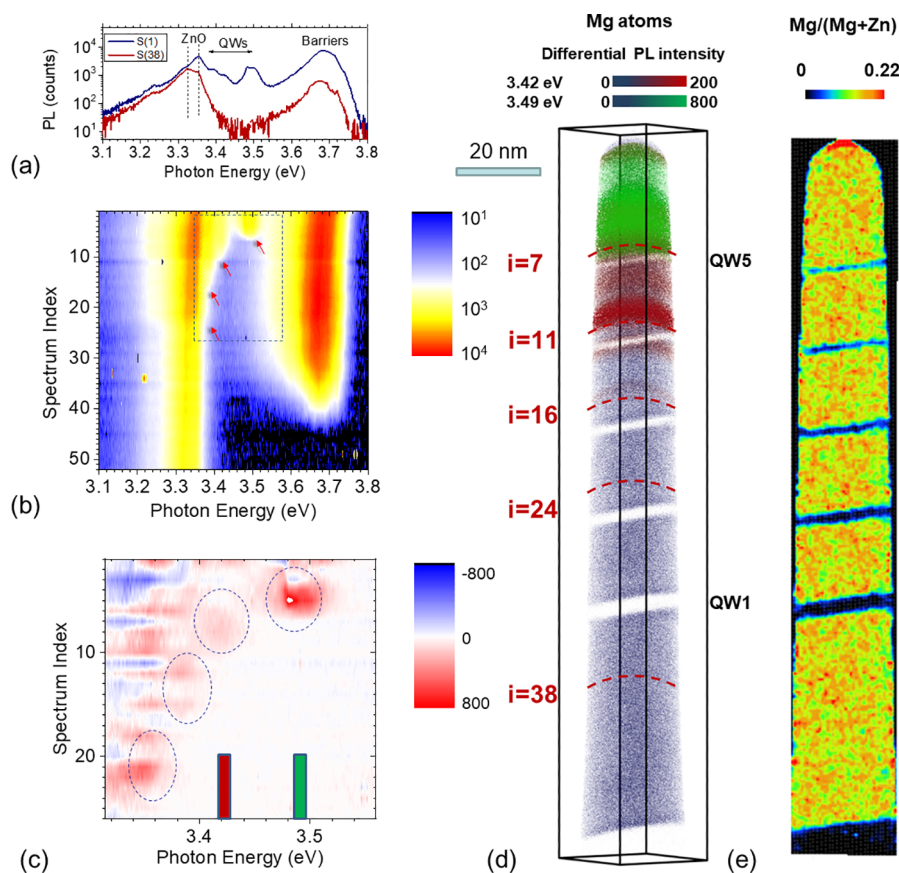 ZnO
QWs
Barriers
S(1)
S(38)
PL (counts)
10⁴
10³
10²
10¹
3.1 3.2 3.3 3.4 3.5 3.6 3.7 3.8
Photon Energy (eV)
(a)
Spectrum Index
10
20
30
40
50
3.1 3.2 3.3 3.4 3.5 3.6 3.7 3.8
Photon Energy (eV)
(b)
10¹
10²
10³
10⁴
Spectrum Index
10
20
3.4 3.5
Photon Energy (eV)
(c)
-800
0
800
Mg atoms
Differential PL intensity
3.42 eV 0 200
3.49 eV 0 800
20 nm
i=7
QW5
i=11
i=16
i=24
QW1
i=38
(d)
Mg/(Mg+Zn)
0 0.22
(e)